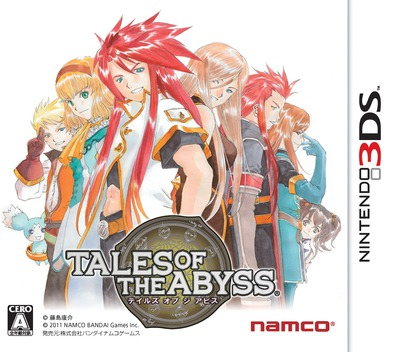 NINTENDO 3DS
TALES OF
THE ABYSS®
テイルズ オブ ジ アビス
CERO
A
© 藤島康介
© 2011 NAMCO BANDAI Games Inc.
発売元/株式会社バンダイナムコゲームス
namco®